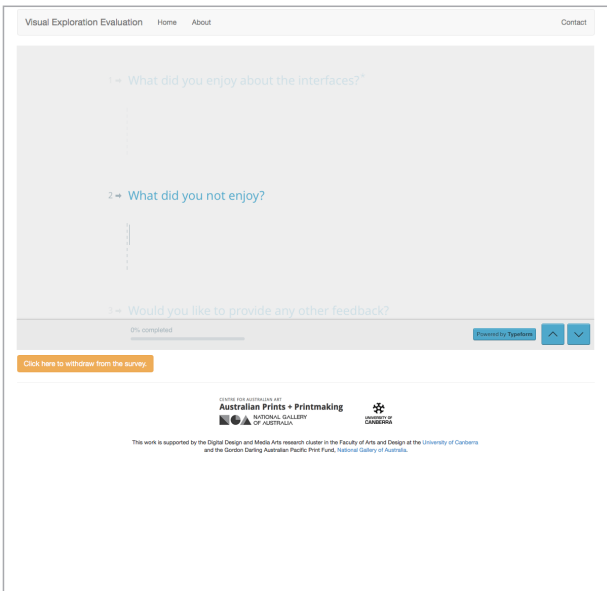 Visual Exploration Evaluation Home About Contact
1 → What did you enjoy about the interfaces? *
2 → What did you not enjoy?
3 → Would you like to provide any other feedback?
0% completed
Powered by Typeform
Click here to withdraw from the survey.
CENTRE FOR AUSTRALIAN ART
Australian Prints + Printmaking
NATIONAL GALLERY
OF AUSTRALIA
UNIVERSITY OF
CANBERRA
This work is supported by the Digital Design and Media Arts research cluster in the Faculty of Arts and Design at the University of Canberra
and the Gordon Darling Australian Pacific Print Fund, National Gallery of Australia.